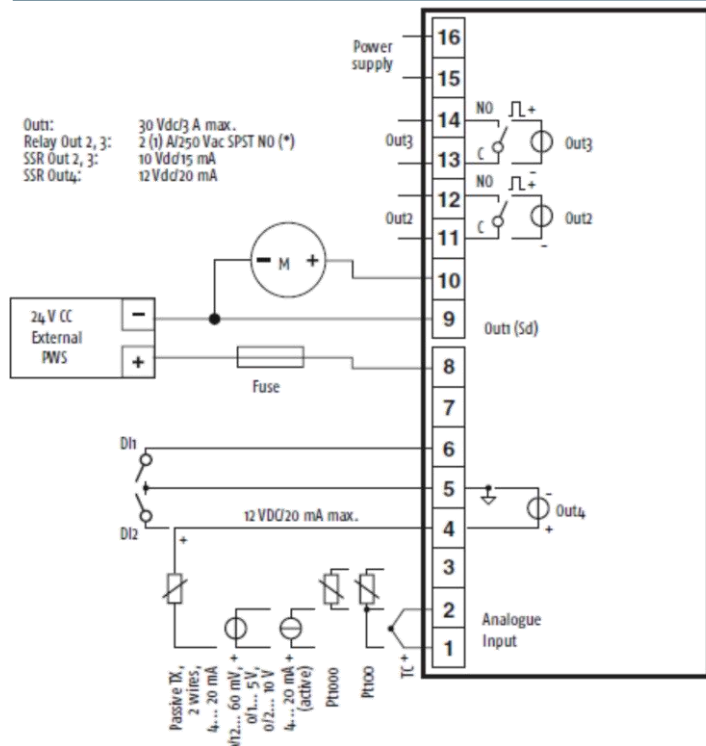 16
Power
supply
15
Out1: 30 Vdc/3 A max.
Relay Out 2, 3: 2 (1) A/250 Vac SPST NO (*)
SSR Out 2, 3: 10 Vdc/15 mA
SSR Out4: 12 Vdc/20 mA
14 NO +
Out3 Out3
13 C -
12 NO +
Out2 Out2
11 C -
- M +
10
24 V CC
External
PWS
-
+
9 Out1 (Sd)
8
Fuse
7
DI1 6
5 -
Out4
12 VDC/20 mA max.
DI2 4 +
+
3
2
Analogue
Input
1
Passive TX,
2 wires,
4... 20 mA
0/12... 60 mV, +
0/1... 5 V,
0/2... 10 V
4... 20 mA +
(active)
Pt1000
Pt100
TC +